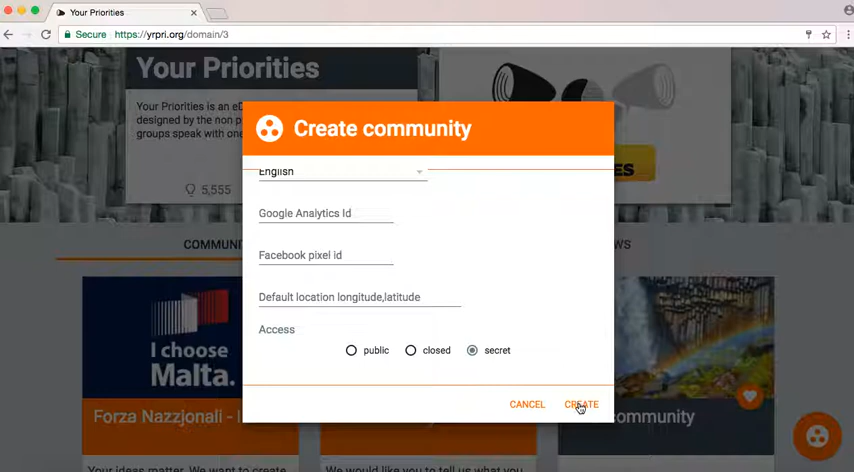 Your Priorities
Secure https://yrpri.org/domain/3
Your Priorities
Your Priorities is an eD
designed by the non p
groups speak with one
5,555
ES
COMMUNI
WS
Create community
English
Google Analytics Id
Facebook pixel id
Default location longitude,latitude
Access
public closed secret
CANCEL CREATE
I choose
Malta.
Forza Nazzjonali - I
community
Your ideas matter. We want to create
We would like you to tell us what you